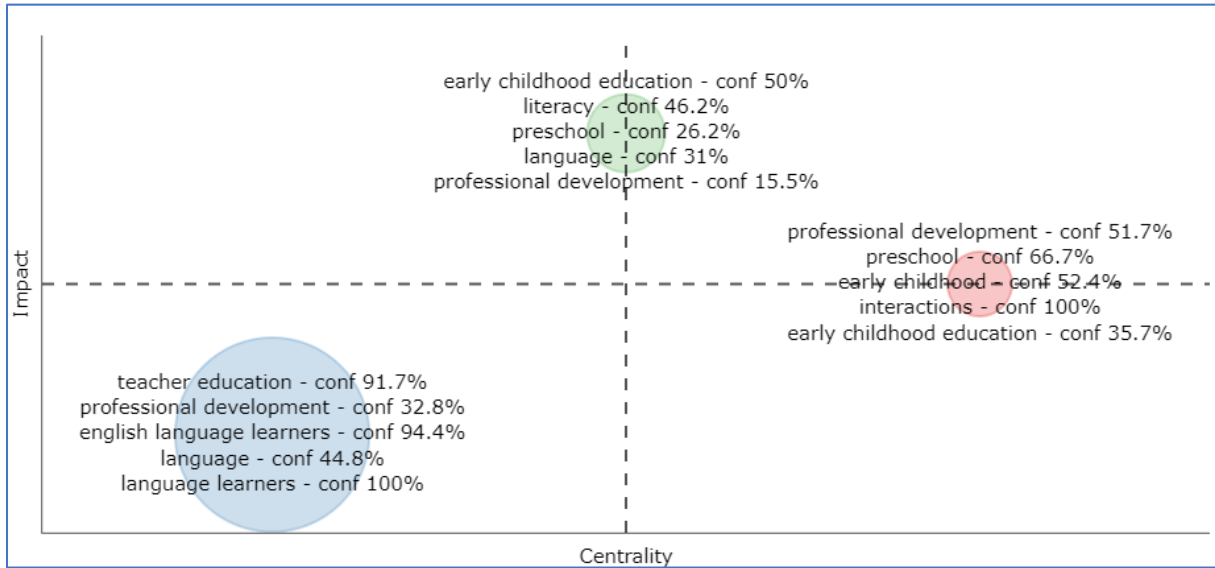 early childhood education - conf 50%
literacy - conf 46.2%
preschool - conf 26.2%
language - conf 31%
professional development - conf 15.5%
professional development - conf 51.7%
preschool - conf 66.7%
early childhood - conf 52.4%
interactions - conf 100%
early childhood education - conf 35.7%
Impact
teacher education - conf 91.7%
professional development - conf 32.8%
english language learners - conf 94.4%
language - conf 44.8%
language learners - conf 100%
Centrality